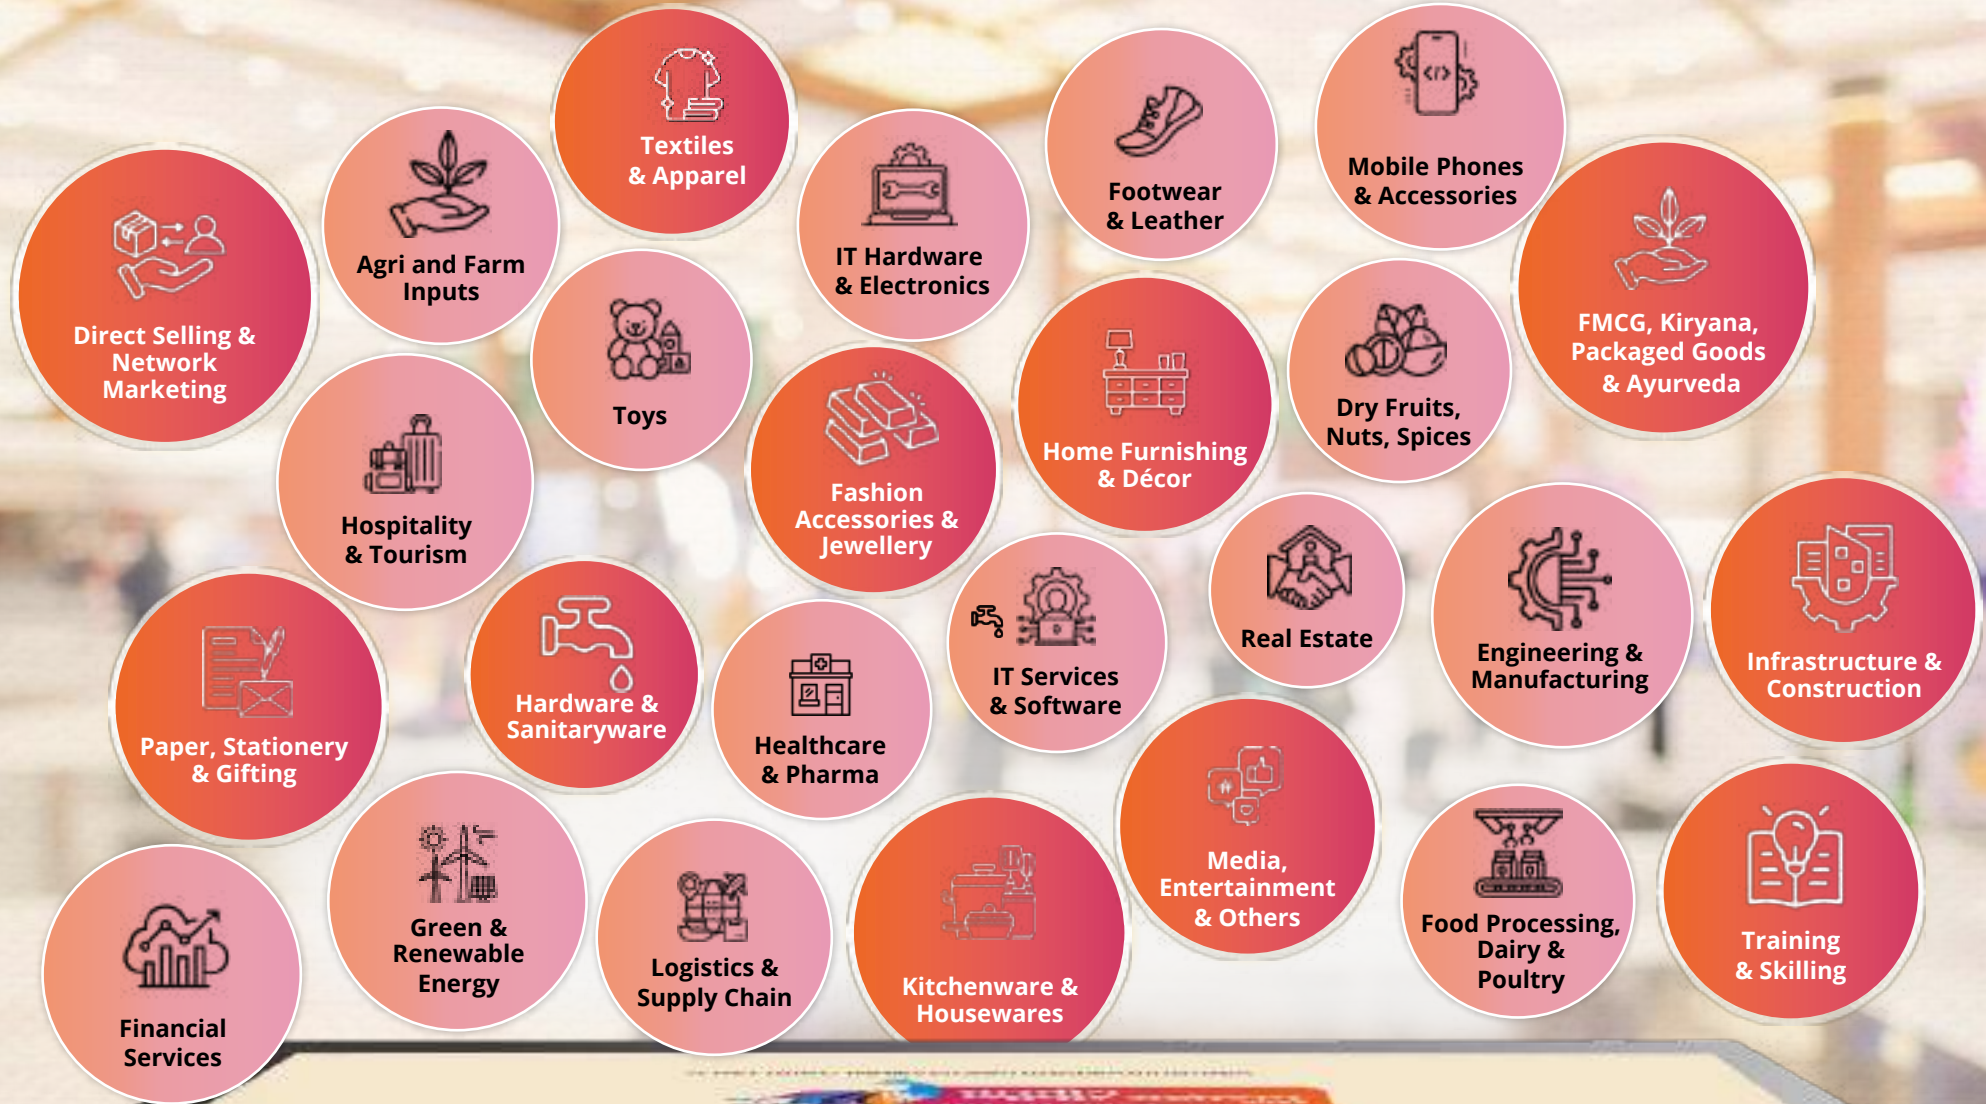 Textiles
& Apparel
Mobile Phones
& Accessories
Footwear
& Leather
Agri and Farm
Inputs
IT Hardware
& Electronics
Direct Selling &
Network
Marketing
FMCG, Kiryana,
Packaged Goods
& Ayurveda
Toys
Dry Fruits,
Nuts, Spices
Home Furnishing
& Décor
Fashion
Accessories &
Jewellery
Hospitality
& Tourism
Real Estate
Engineering &
Manufacturing
Infrastructure &
Construction
IT Services
& Software
Hardware &
Sanitaryware
Paper, Stationery
& Gifting
Healthcare
& Pharma
Media,
Entertainment
& Others
Food Processing,
Dairy &
Poultry
Training
& Skilling
Green &
Renewable
Energy
Logistics &
Supply Chain
Kitchenware &
Housewares
Financial
Services